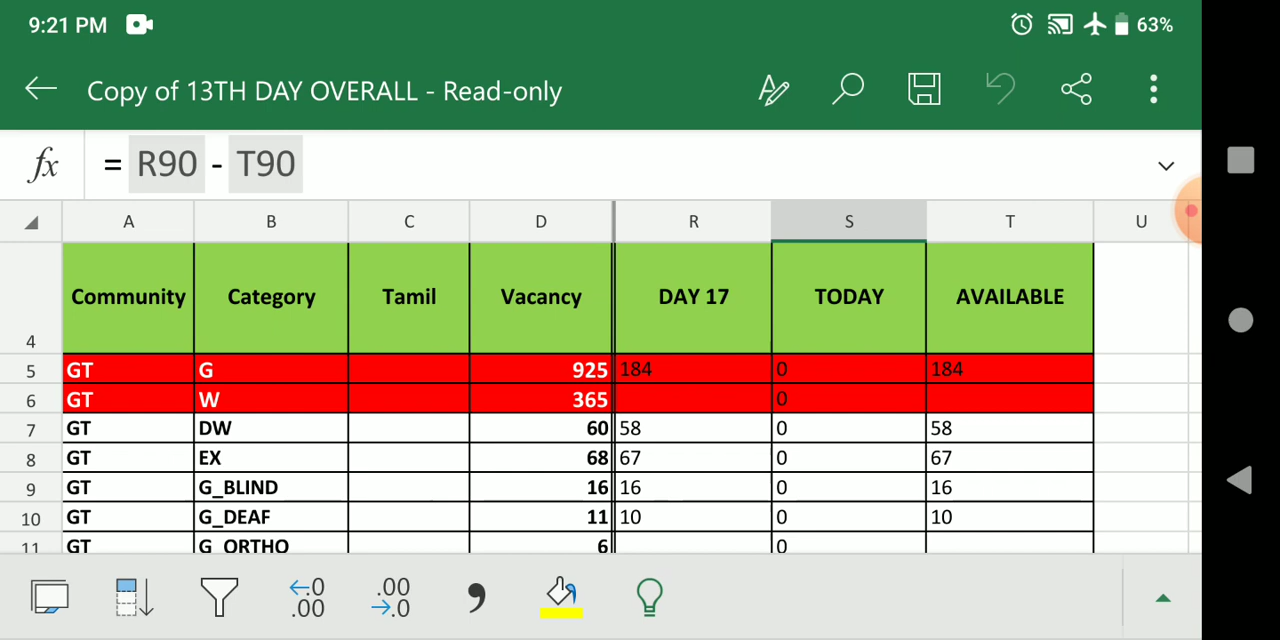 9:21 PM 63%
Copy of 13TH DAY OVERALL - Read-only
fx = R90 - T90
A B C D R S T U
4 Community Category Tamil Vacancy DAY 17 TODAY AVAILABLE
5 GT G 925 184 0 184
6 GT W 365 0
7 GT DW 60 58 0 58
8 GT EX 68 67 0 67
9 GT G_BLIND 16 16 0 16
10 GT G_DEAF 11 10 0 10
11 GT G_ORTHO 6 0
←0 .00 .00 →.0 ,